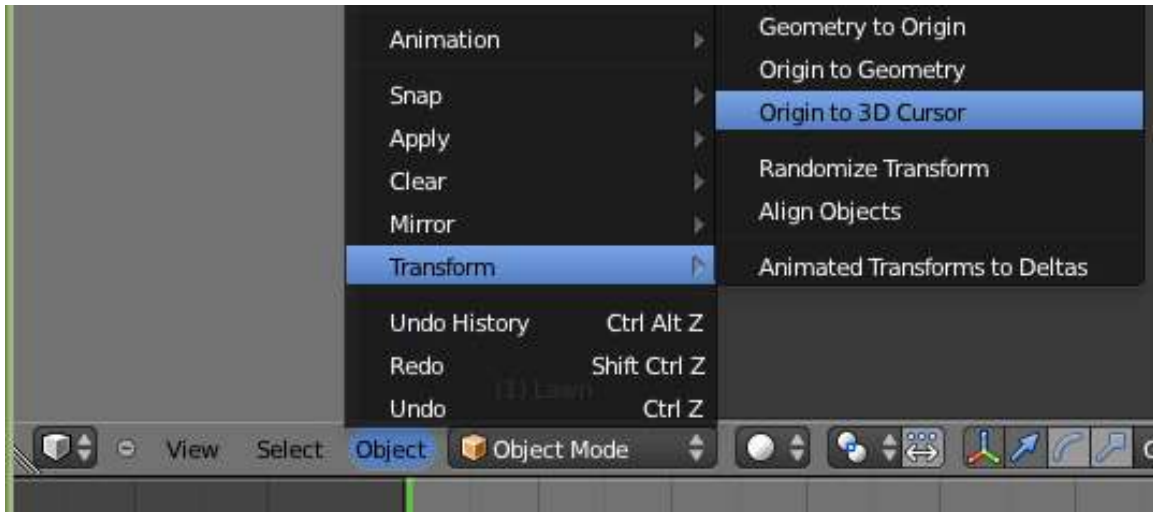 Animation
Snap
Apply
Clear
Mirror
Transform
Undo History Ctrl Alt Z
Redo Shift Ctrl Z
Undo Ctrl Z
Geometry to Origin
Origin to Geometry
Origin to 3D Cursor
Randomize Transform
Align Objects
Animated Transforms to Deltas
(1) Lawn
View Select Object Object Mode